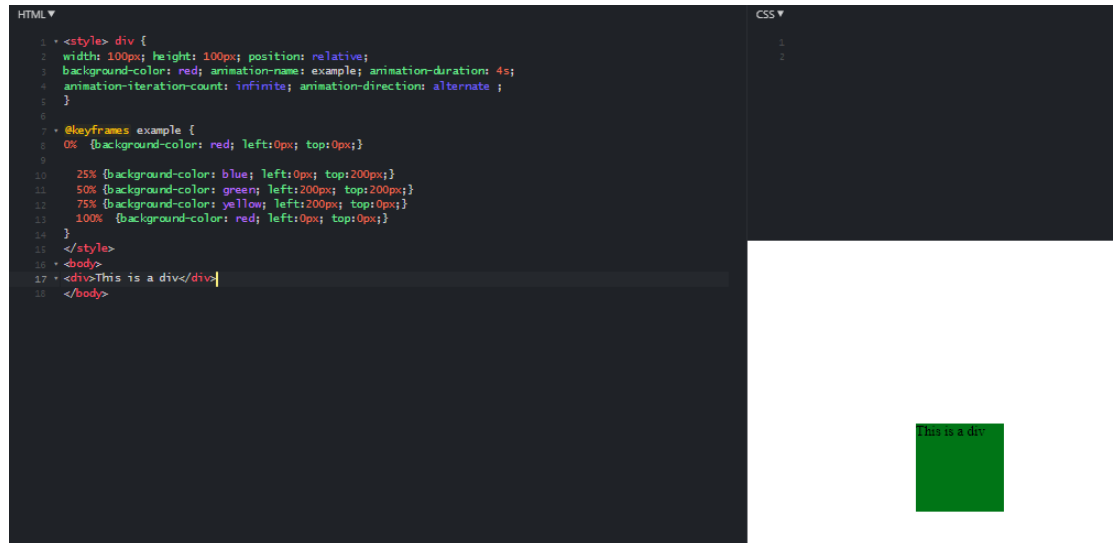 HTML ▼
1 ▾ <style> div {
2 width: 100px; height: 100px; position: relative;
3 background-color: red; animation-name: example; animation-duration: 4s;
4 animation-iteration-count: infinite; animation-direction: alternate ;
5 }
6
7 ▾ @keyframes example {
8 0%  {background-color: red; left:0px; top:0px;}
9
10   25% {background-color: blue; left:0px; top:200px;}
11   50% {background-color: green; left:200px; top:200px;}
12   75% {background-color: yellow; left:200px; top:0px;}
13   100%  {background-color: red; left:0px; top:0px;}
14 }
15 </style>
16 ▾ <body>
17 ▾ <div>This is a div</div>
18 </body>
CSS ▼
1
2
This is a div